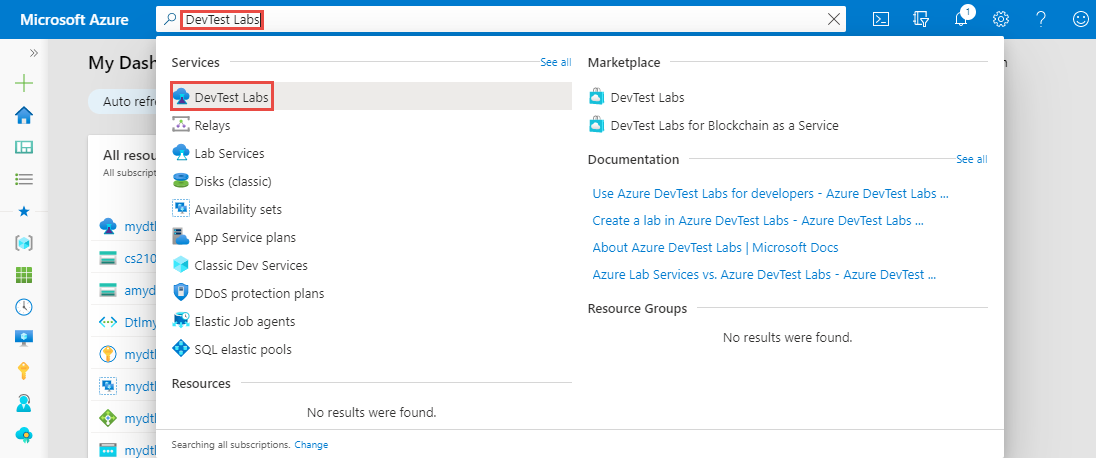 Microsoft Azure
DevTest Labs
1
My Dash
Auto refre
All resou
All subscript
mydtl
cs210
amyd
Dtlmy
mydtl
mydtl
mydtl
mydtl
Services
See all
DevTest Labs
Relays
Lab Services
Disks (classic)
Availability sets
App Service plans
Classic Dev Services
DDoS protection plans
Elastic Job agents
SQL elastic pools
Resources
No results were found.
Searching all subscriptions. Change
Marketplace
DevTest Labs
DevTest Labs for Blockchain as a Service
Documentation
See all
Use Azure DevTest Labs for developers - Azure DevTest Labs ...
Create a lab in Azure DevTest Labs - Azure DevTest Labs ...
About Azure DevTest Labs | Microsoft Docs
Azure Lab Services vs. Azure DevTest Labs - Azure DevTest ...
Resource Groups
No results were found.